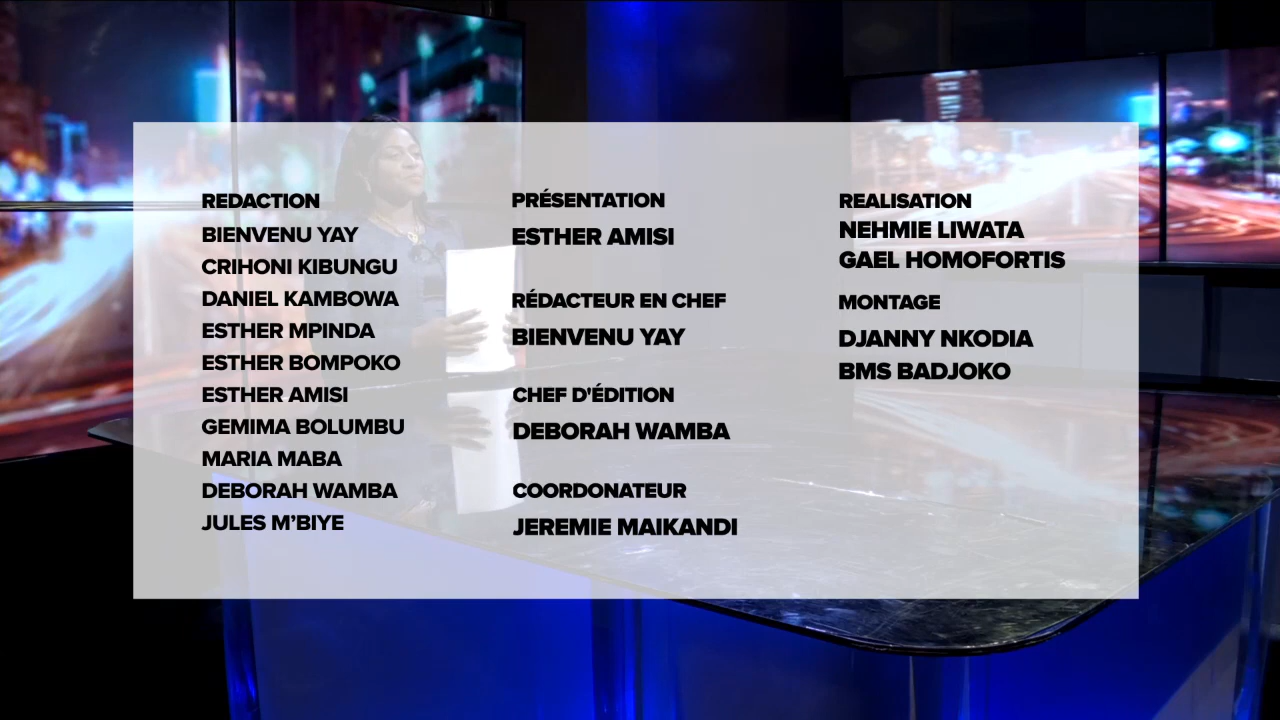 REDACTION
BIENVENU YAY
CRIHONI KIBUNGU
DANIEL KAMBOWA
ESTHER MPINDA
ESTHER BOMPOKO
ESTHER AMISI
GEMIMA BOLUMBU
MARIA MABA
DEBORAH WAMBA
JULES M’BIYE
PRÉSENTATION
ESTHER AMISI
RÉDACTEUR EN CHEF
BIENVENU YAY
CHEF D'ÉDITION
DEBORAH WAMBA
COORDONATEUR
JEREMIE MAIKANDI
REALISATION
NEHMIE LIWATA
GAEL HOMOFORTIS
MONTAGE
DJANNY NKODIA
BMS BADJOKO